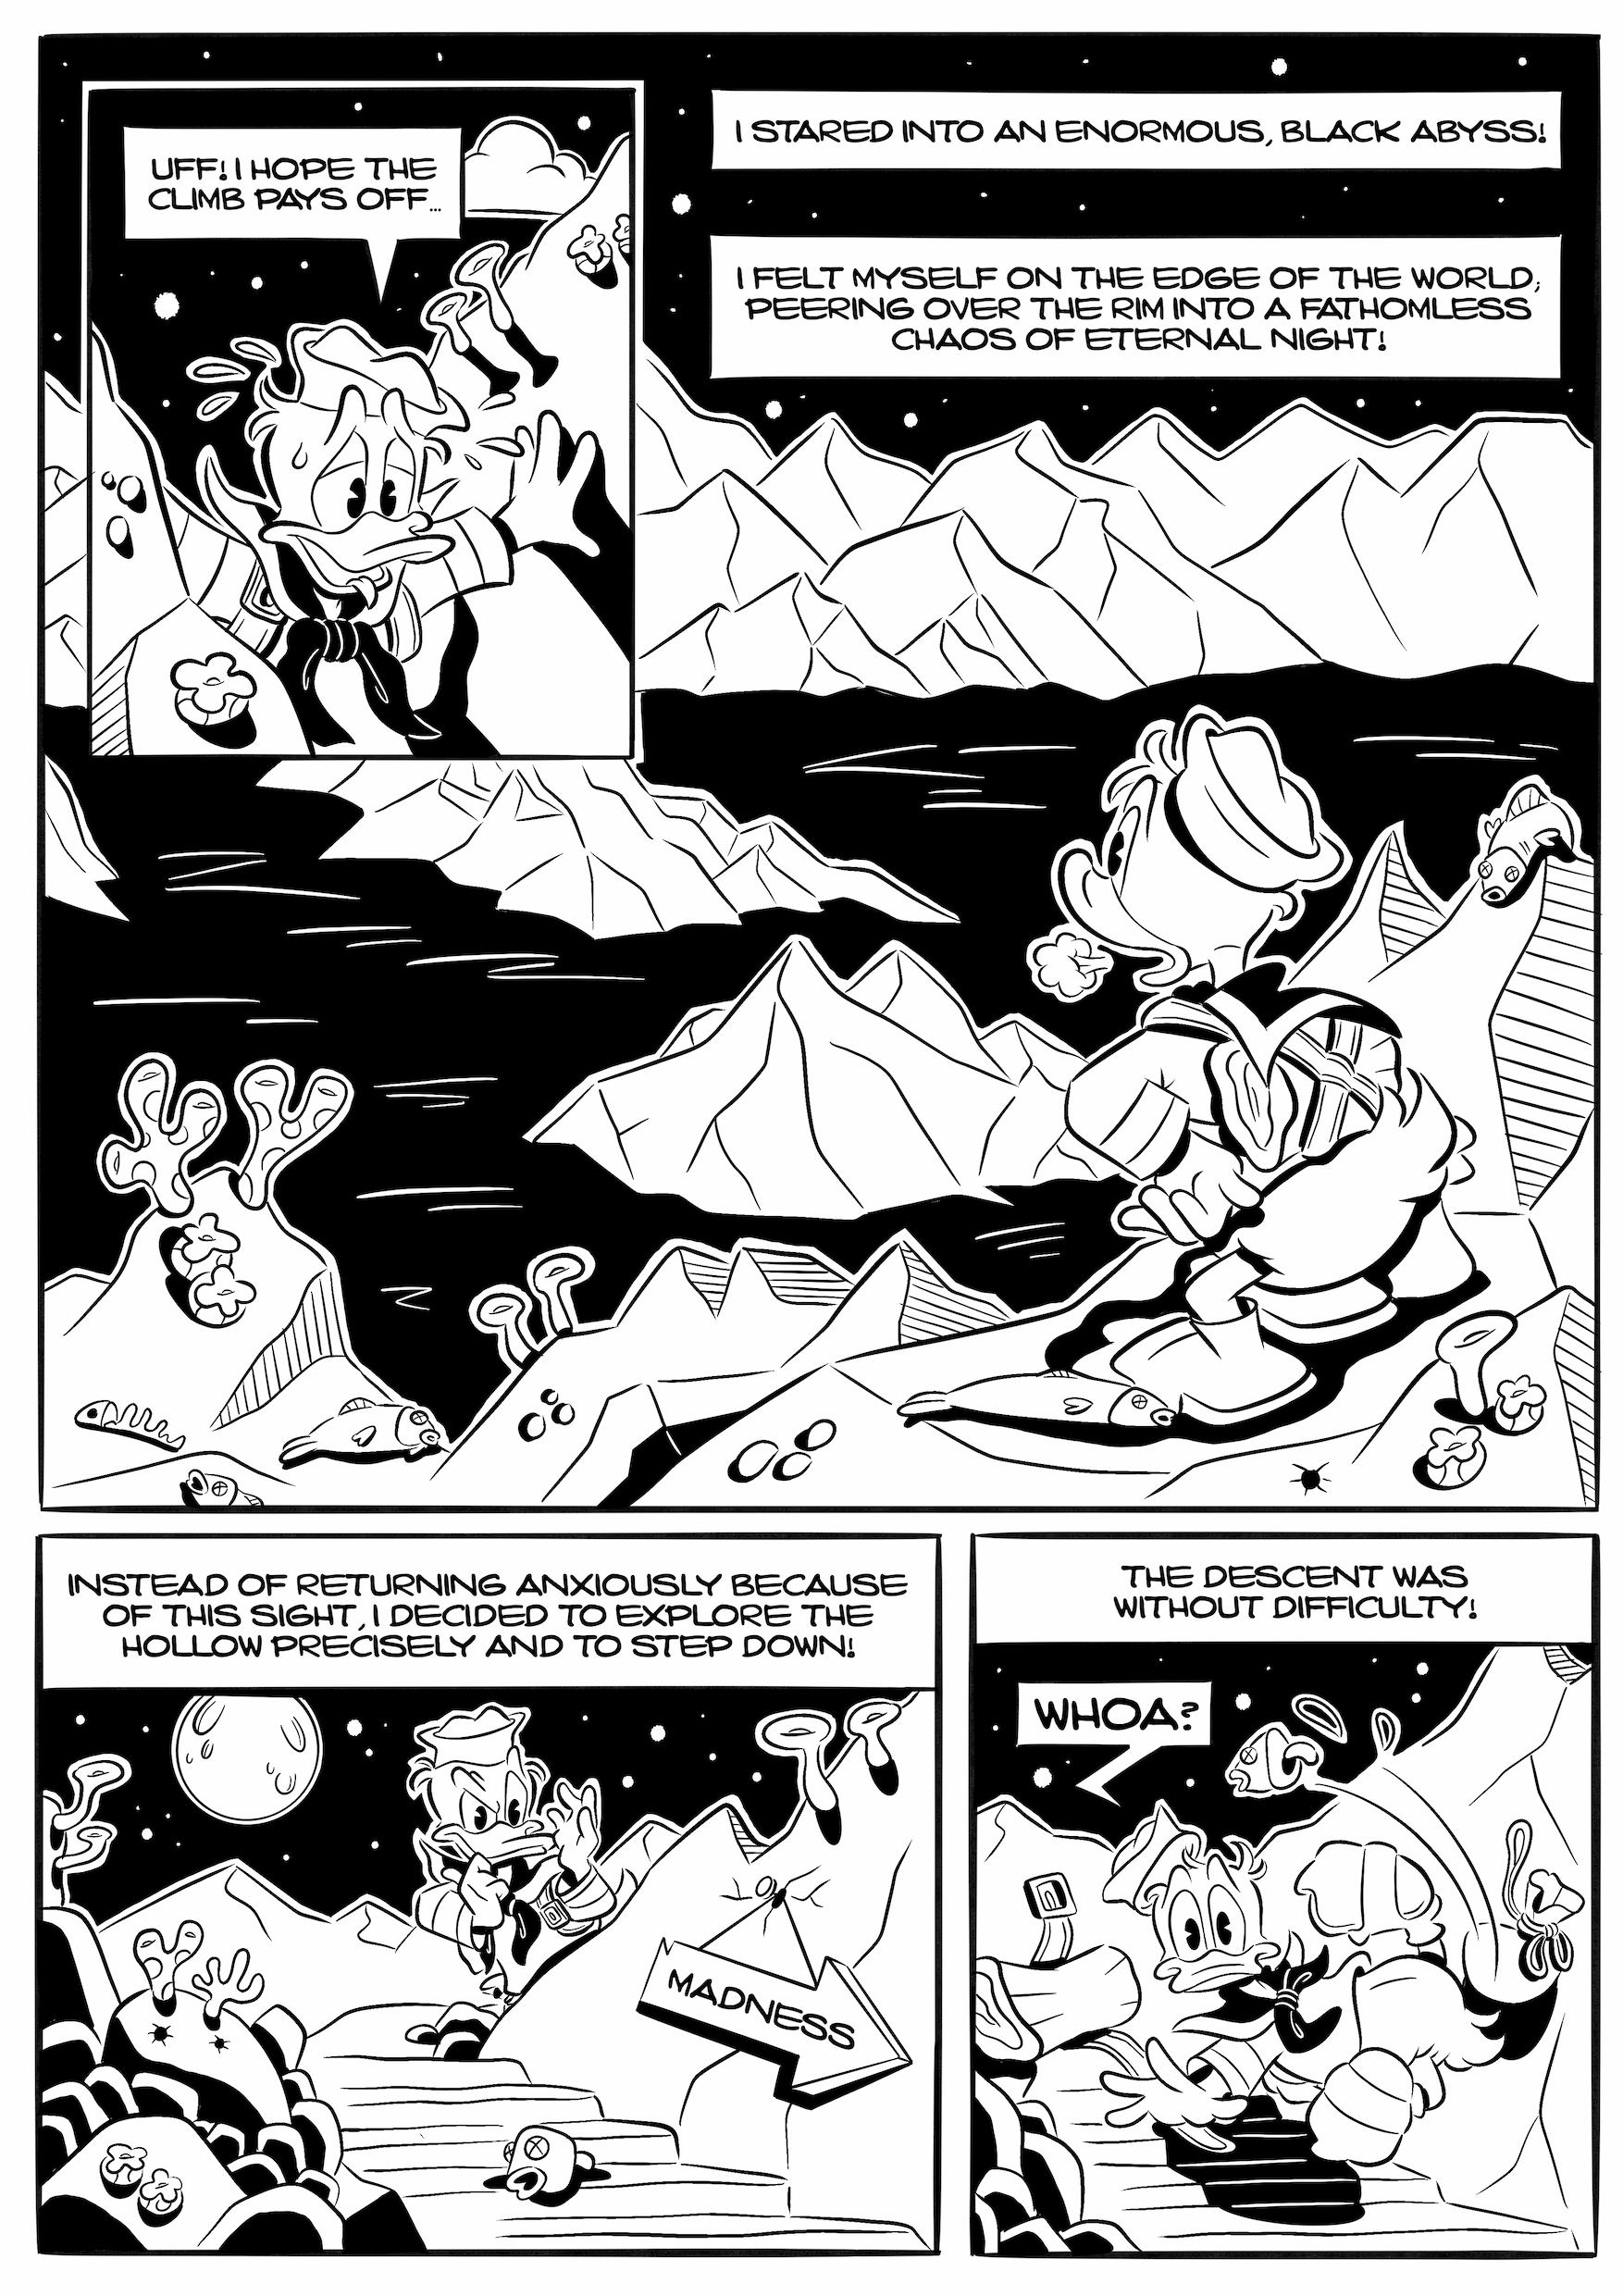 UFF! I HOPE THE
CLIMB PAYS OFF...
I STARED INTO AN ENORMOUS, BLACK ABYSS!
I FELT MYSELF ON THE EDGE OF THE WORLD;
PEERING OVER THE RIM INTO A FATHOMLESS
CHAOS OF ETERNAL NIGHT!
INSTEAD OF RETURNING ANXIOUSLY BECAUSE
OF THIS SIGHT, I DECIDED TO EXPLORE THE
HOLLOW PRECISELY AND TO STEP DOWN!
MADNESS
THE DESCENT WAS
WITHOUT DIFFICULTY!
WHOA?